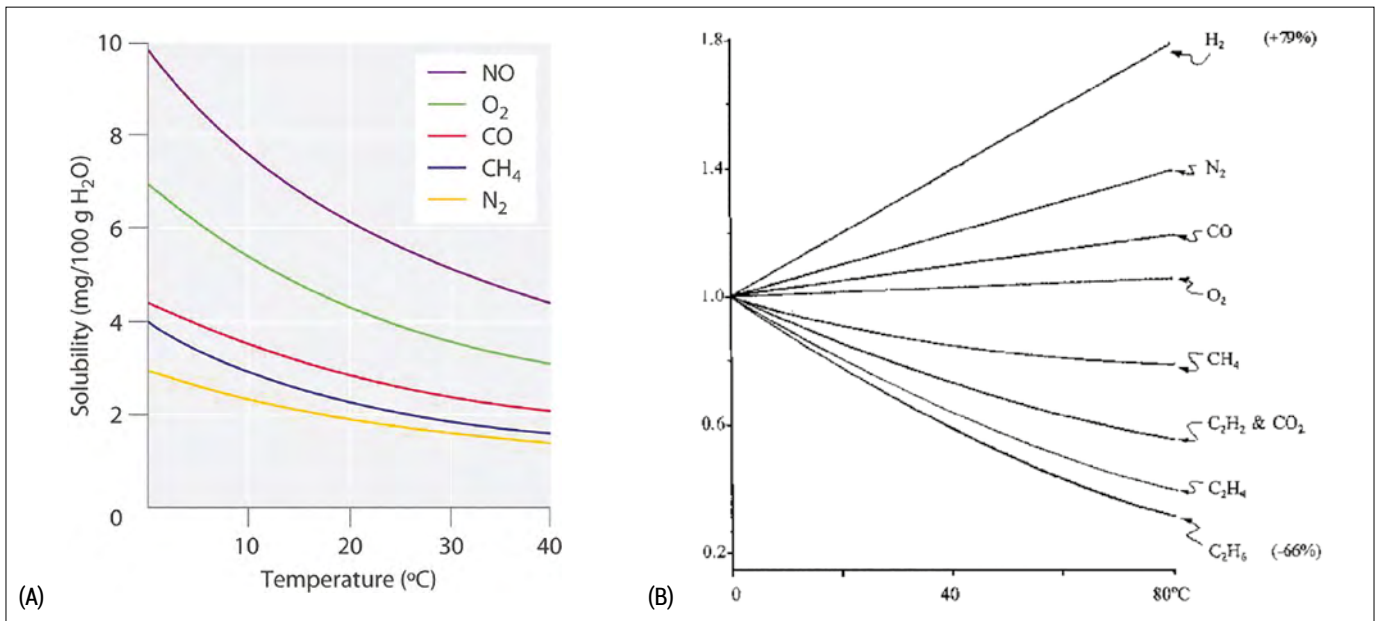 10
8
6
4
2
0
10
20
30
40
Solubility (mg/100 g H₂O)
Temperature (ºC)
NO
O₂
CO
CH₄
N₂
(A)
1.8
1.4
1.0
0.6
0.2
0
40
80ºC
H₂ (+79%)
N₂
CO
O₂
CH₄
C₂H₂ & CO₂
C₂H₄
C₂H₆ (-66%)
(B)